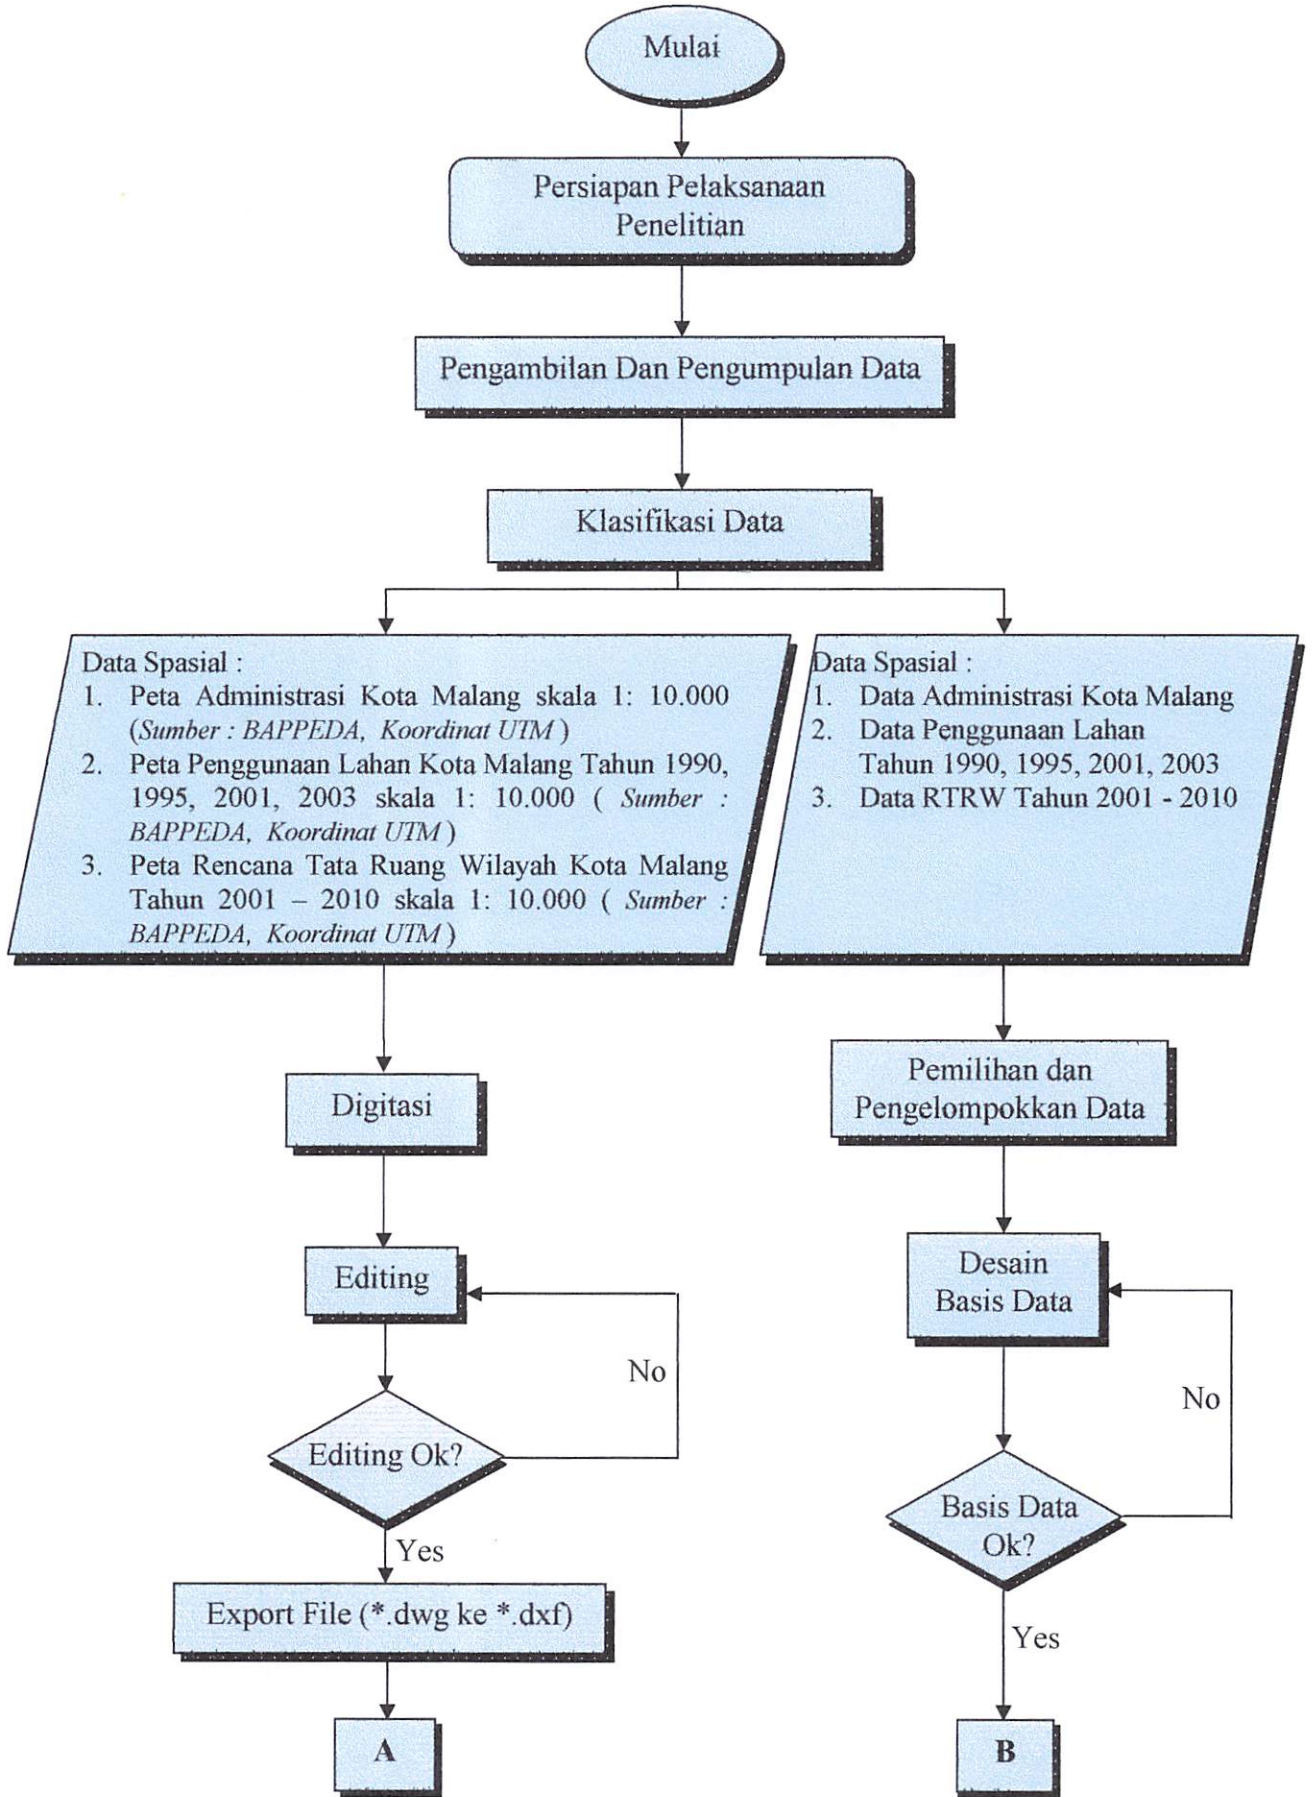 Mulai
Persiapan Pelaksanaan
Penelitian
Pengambilan Dan Pengumpulan Data
Klasifikasi Data
Data Spasial :
1. Peta Administrasi Kota Malang skala 1: 10.000
(Sumber : BAPPEDA, Koordinat UTM )
2. Peta Penggunaan Lahan Kota Malang Tahun 1990,
1995, 2001, 2003 skala 1: 10.000 ( Sumber :
BAPPEDA, Koordinat UTM )
3. Peta Rencana Tata Ruang Wilayah Kota Malang
Tahun 2001 – 2010 skala 1: 10.000 ( Sumber :
BAPPEDA, Koordinat UTM )
Data Spasial :
1. Data Administrasi Kota Malang
2. Data Penggunaan Lahan
Tahun 1990, 1995, 2001, 2003
3. Data RTRW Tahun 2001 - 2010
Digitasi
Pemilihan dan
Pengelompokkan Data
Editing
Desain
Basis Data
No
No
Editing Ok?
Basis Data
Ok?
Yes
Export File (*.dwg ke *.dxf)
Yes
A
B